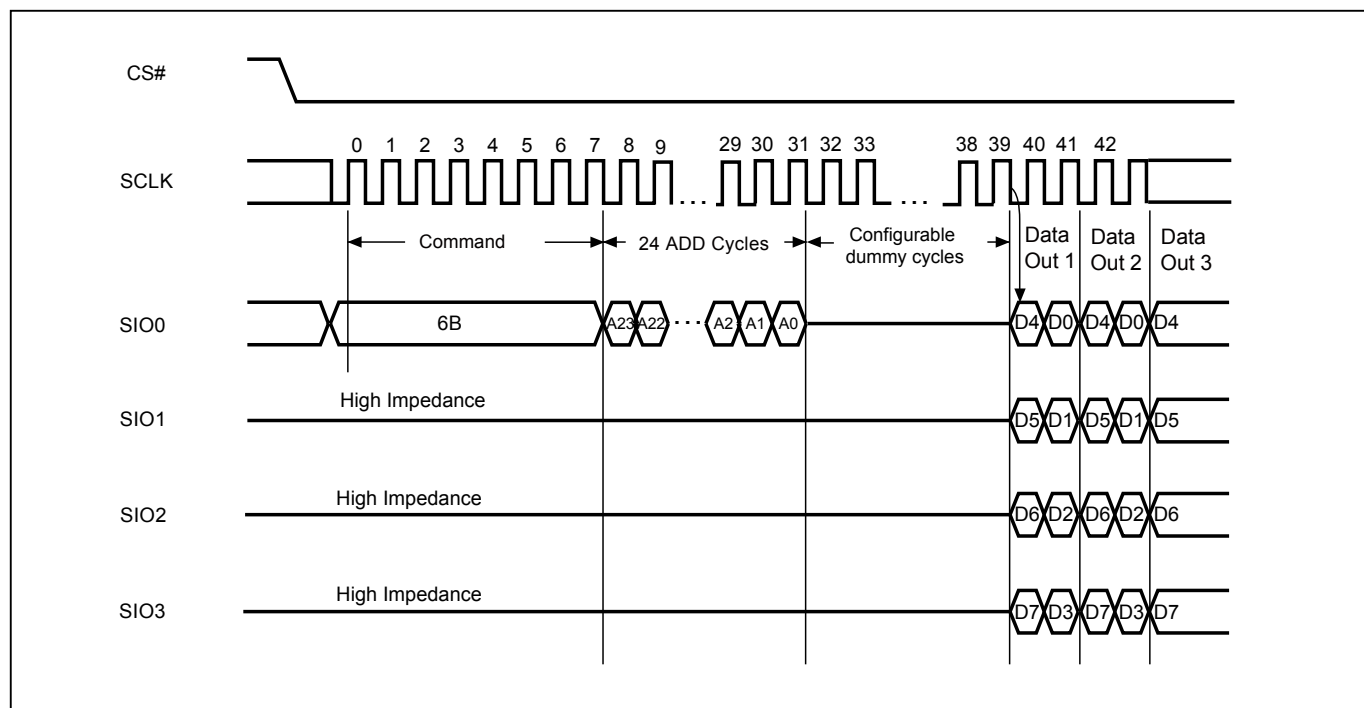 CS#
0 1 2 3 4 5 6 7 8 9 29 30 31 32 33 38 39 40 41 42
SCLK
Command
24 ADD Cycles
Configurable
dummy cycles
Data
Out 1
Data
Out 2
Data
Out 3
SIO0
6B
A23 A22 A2 A1 A0
D4 D0 D4 D0 D4
High Impedance
SIO1
D5 D1 D5 D1 D5
High Impedance
SIO2
D6 D2 D6 D2 D6
High Impedance
SIO3
D7 D3 D7 D3 D7